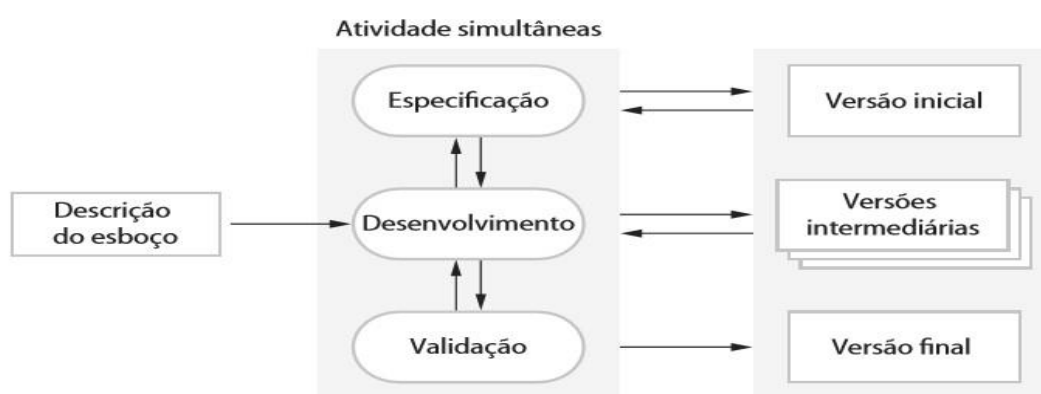 Atividade simultâneas
Especificação
Versão inicial
Descrição
do esboço
Desenvolvimento
Versões
intermediárias
Validação
Versão final